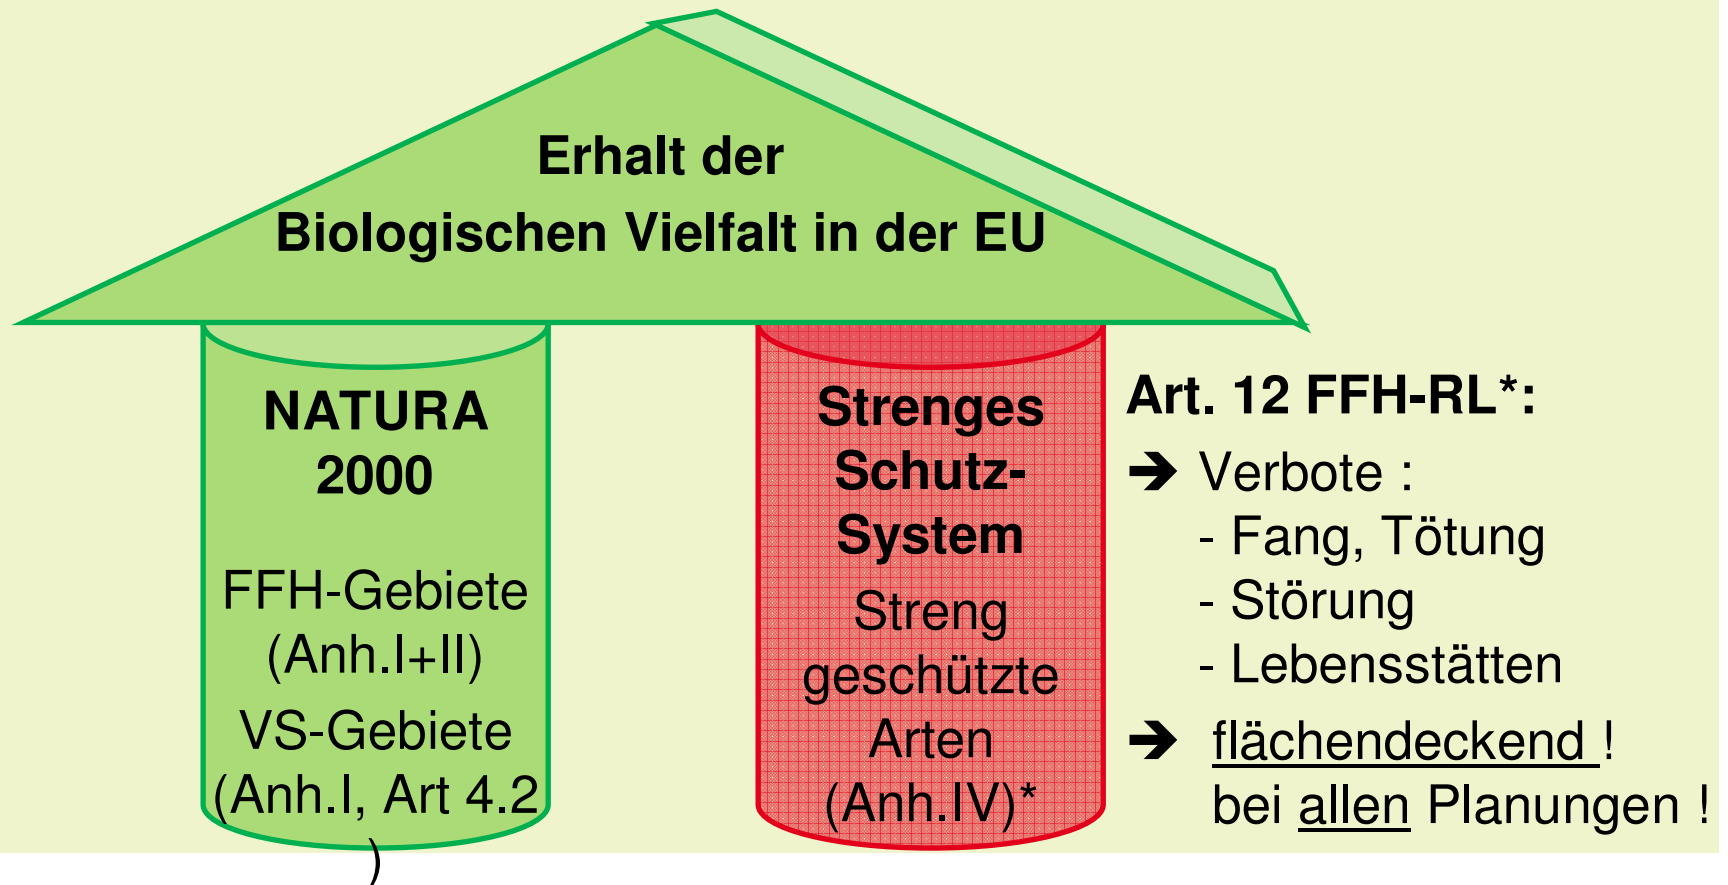 Erhalt der
Biologischen Vielfalt in der EU
NATURA
2000
FFH-Gebiete
(Anh.I+II)
VS-Gebiete
(Anh.I, Art 4.2
)
Strenges
Schutz-
System
Streng
geschützte
Arten
(Anh.IV)*
Art. 12 FFH-RL*:
➔ Verbote :
- Fang, Tötung
- Störung
- Lebensstätten
➔ flächendeckend !
bei allen Planungen !